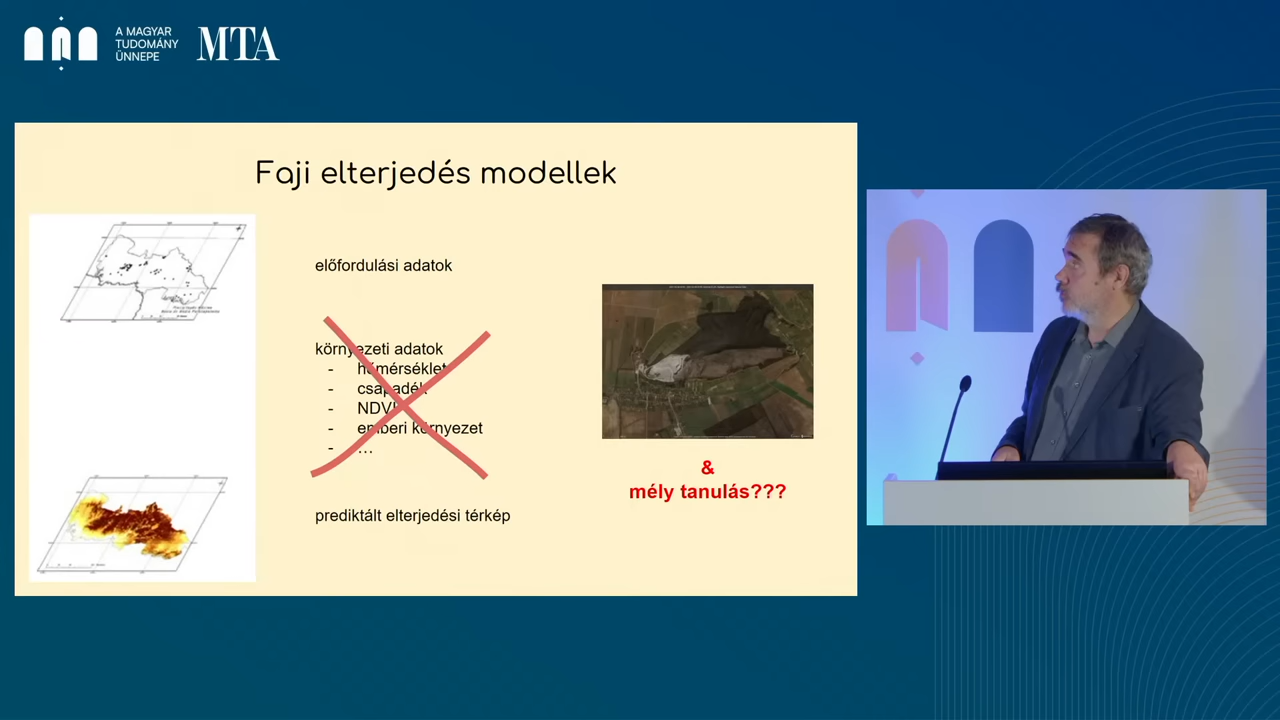 A MAGYAR
TUDOMÁNY
ÜNNEPE
MTA
Faji elterjedés modellek
előfordulási adatok
környezeti adatok
- hőmérséklet
- csapadék
- NDVI
- emberi környezet
- …
prediktált elterjedési térkép
&
mély tanulás???